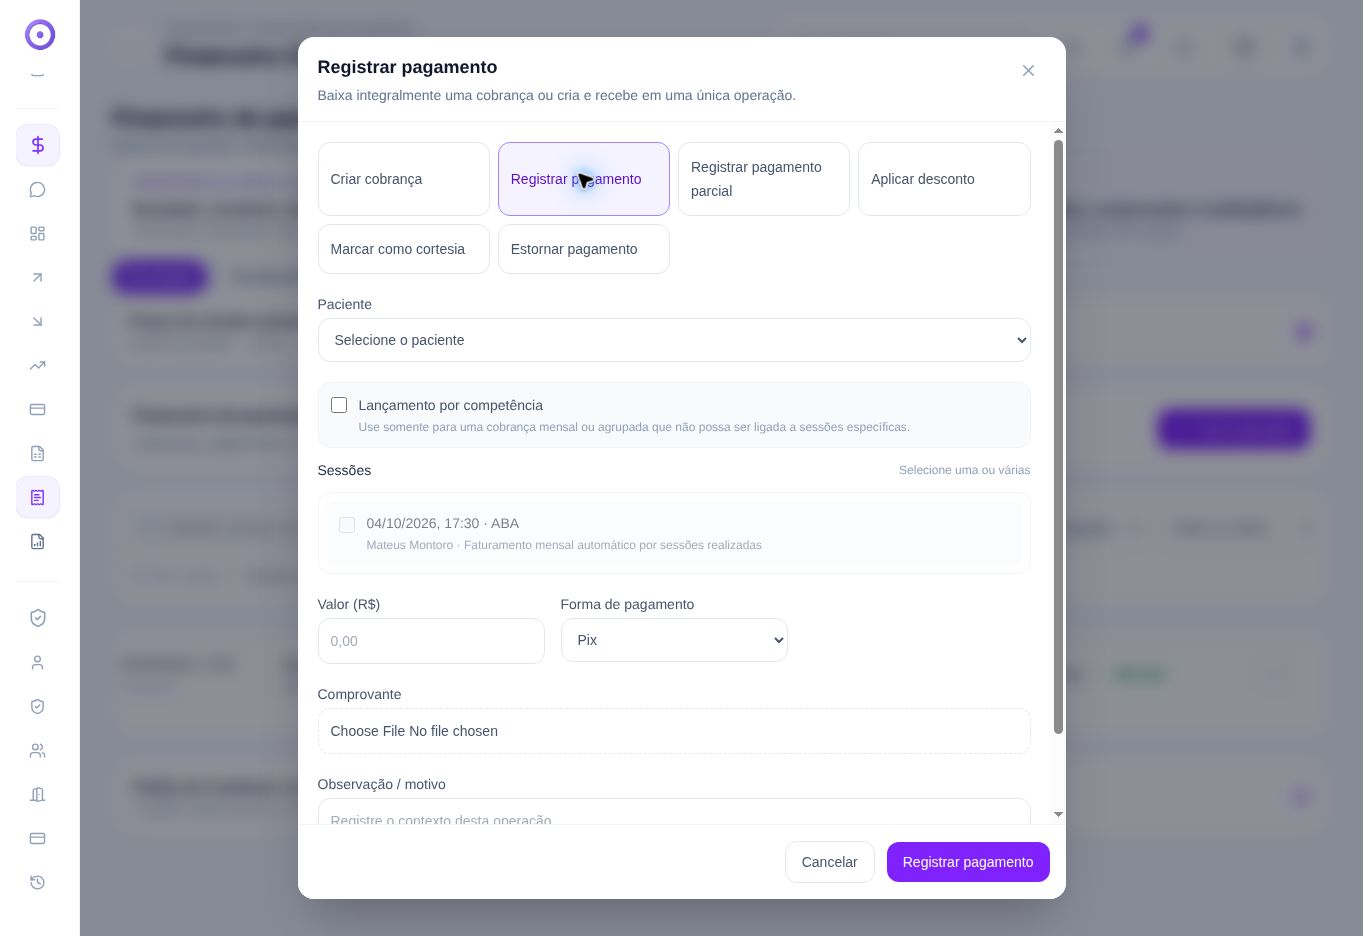 Registrar pagamento
Baixa integralmente uma cobrança ou cria e recebe em uma única operação.
Criar cobrança
Registrar pagamento
Registrar pagamento
parcial
Aplicar desconto
Marcar como cortesia
Estornar pagamento
Paciente
Selecione o paciente
Lançamento por competência
Use somente para uma cobrança mensal ou agrupada que não possa ser ligada a sessões específicas.
Sessões
Selecione uma ou várias
04/10/2026, 17:30 · ABA
Mateus Montoro · Faturamento mensal automático por sessões realizadas
Valor (R$)
Forma de pagamento
0,00
Pix
Comprovante
Choose File No file chosen
Observação / motivo
Registre o contexto desta operação
Cancelar
Registrar pagamento